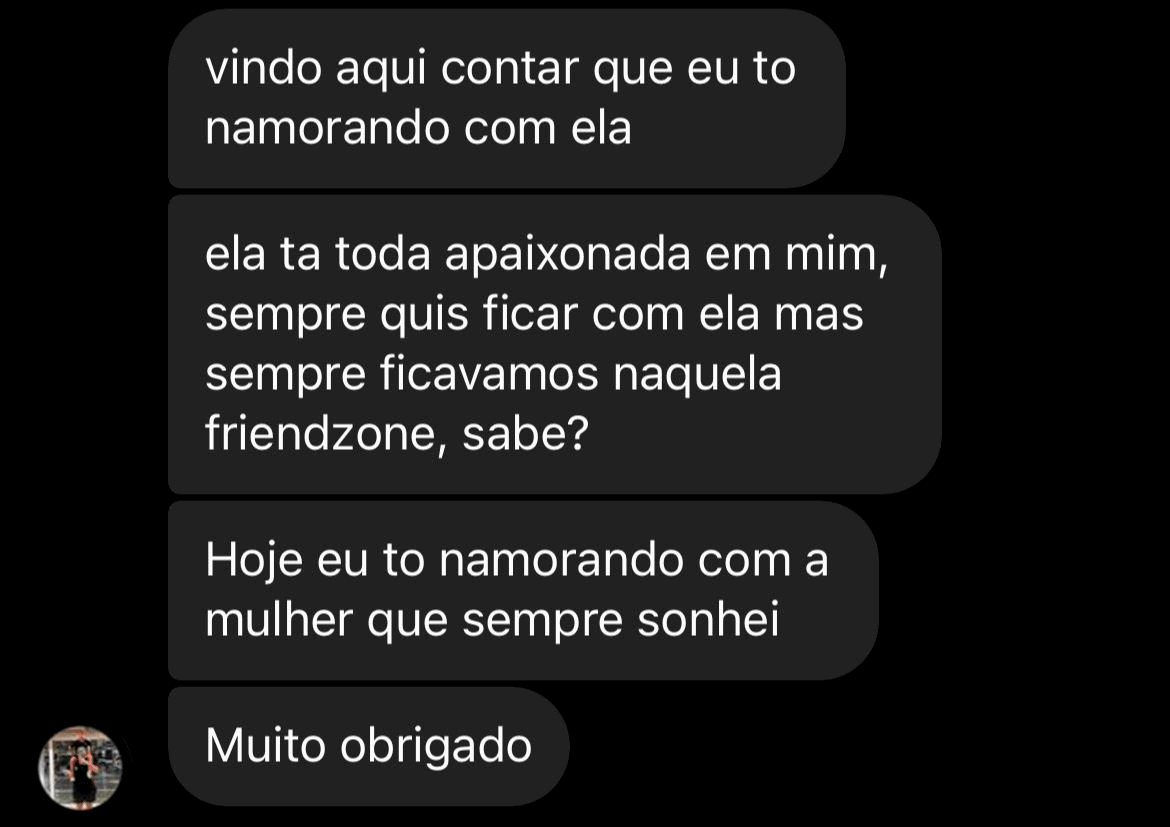 vindo aqui contar que eu to
namorando com ela
ela ta toda apaixonada em mim,
sempre quis ficar com ela mas
sempre ficavamos naquela
friendzone, sabe?
Hoje eu to namorando com a
mulher que sempre sonhei
Muito obrigado